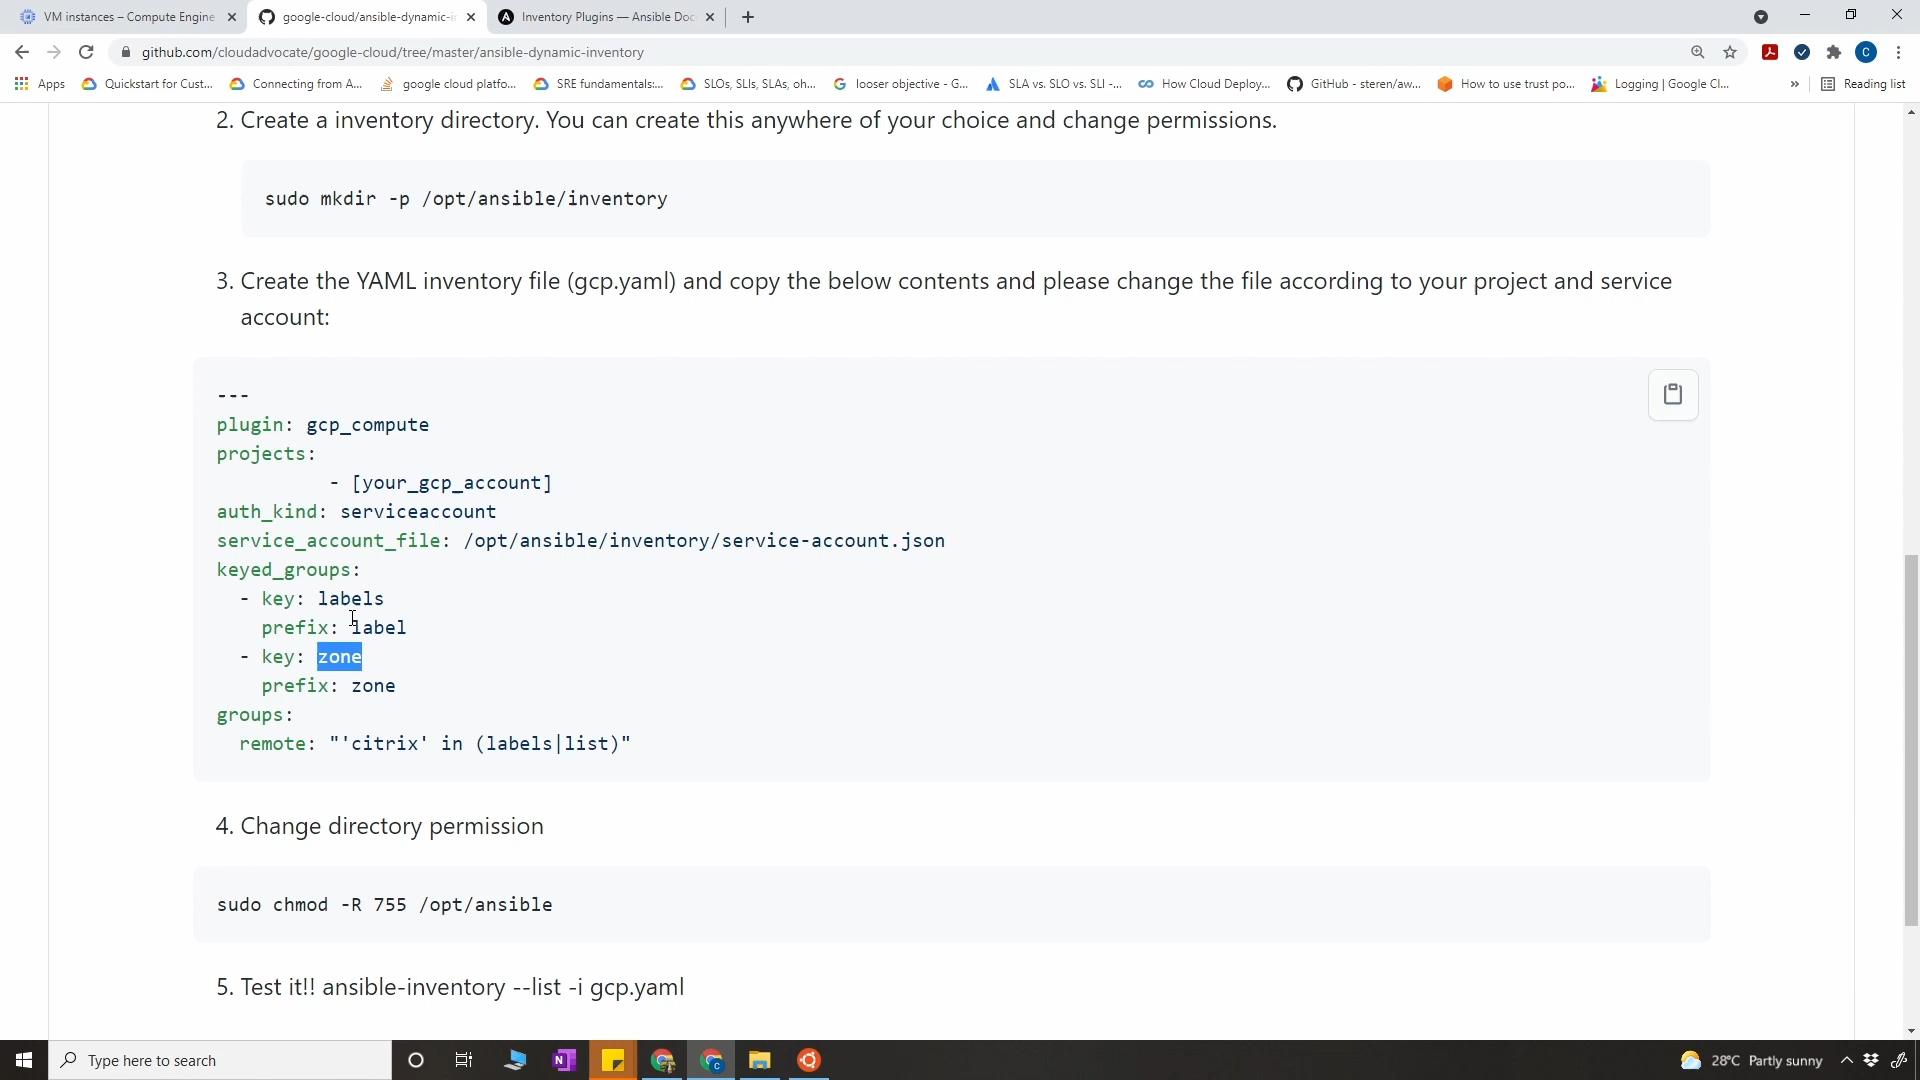 VM instances – Compute Engine
google-cloud/ansible-dynamic-i
Inventory Plugins — Ansible Doc
github.com/cloudadvocate/google-cloud/tree/master/ansible-dynamic-inventory
C
Apps
Quickstart for Cust...
Connecting from A...
google cloud platfo...
SRE fundamentals:...
SLOs, SLIs, SLAs, oh...
looser objective - G...
SLA vs. SLO vs. SLI -...
How Cloud Deploy...
GitHub - steren/aw...
How to use trust po...
Logging | Google Cl...
»
Reading list
2. Create a inventory directory. You can create this anywhere of your choice and change permissions.
sudo mkdir -p /opt/ansible/inventory
3. Create the YAML inventory file (gcp.yaml) and copy the below contents and please change the file according to your project and service
account:
---
plugin: gcp_compute
projects:
- [your_gcp_account]
auth_kind: serviceaccount
service_account_file: /opt/ansible/inventory/service-account.json
keyed_groups:
- key: labels
prefix: label
- key: zone
prefix: zone
groups:
remote: "'citrix' in (labels|list)"
4. Change directory permission
sudo chmod -R 755 /opt/ansible
5. Test it!! ansible-inventory --list -i gcp.yaml
Type here to search
28°C Partly sunny